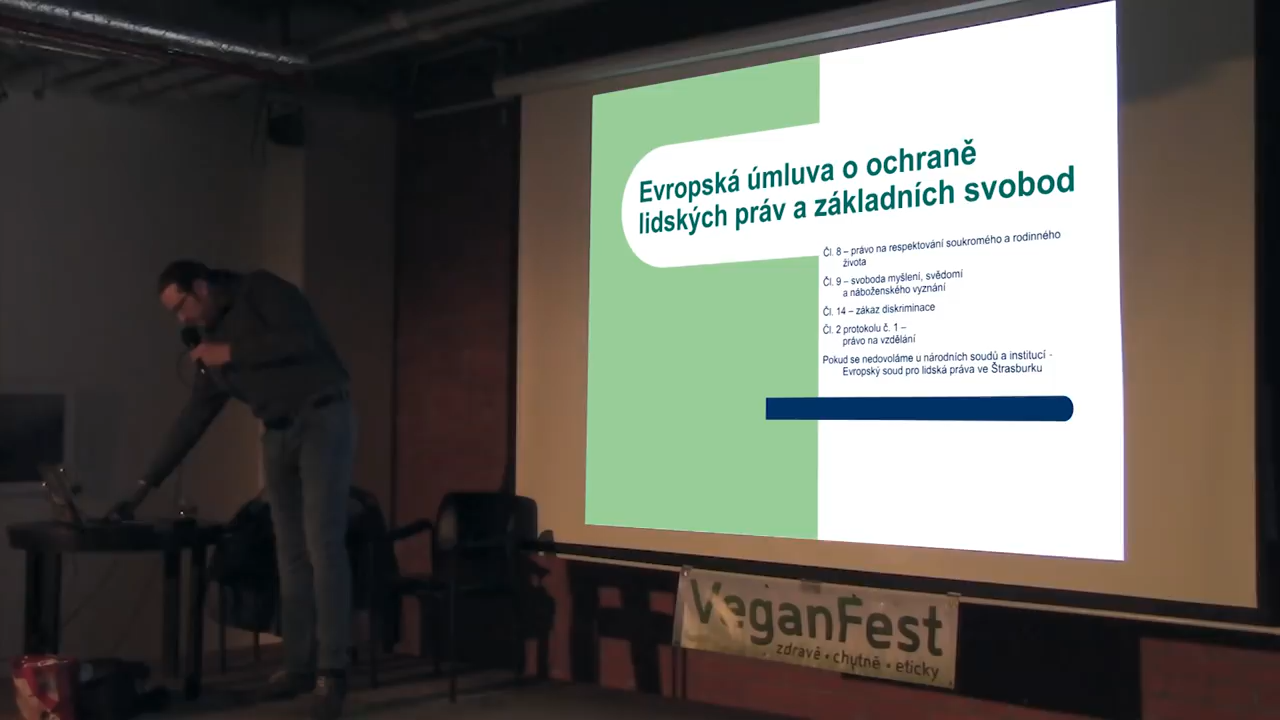 Evropská úmluva o ochraně
lidských práv a základních svobod
Čl. 8 – právo na respektování soukromého a rodinného
života
Čl. 9 – svoboda myšlení, svědomí
a náboženského vyznání
Čl. 14 – zákaz diskriminace
Čl. 2 protokolu č. 1 –
právo na vzdělání
Pokud se nedovoláme u národních soudů a institucí -
Evropský soud pro lidská práva ve Štrasburku
VeganFest
zdravě • chutně • eticky